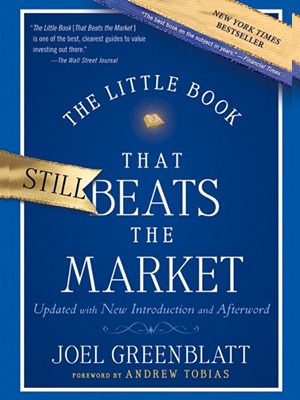 "The Little Book [That Beats the Market]
is one of the best, clearest guides to value
investing out there."
—The Wall Street Journal
"The best book on the subject in years."
—Financial Times
NEW YORK TIMES
BESTSELLER
THE LITTLE BOOK
THAT
STILL
BEATS
THE
MARKET
Updated with New Introduction and Afterword
JOEL GREENBLATT
FOREWORD BY ANDREW TOBIAS